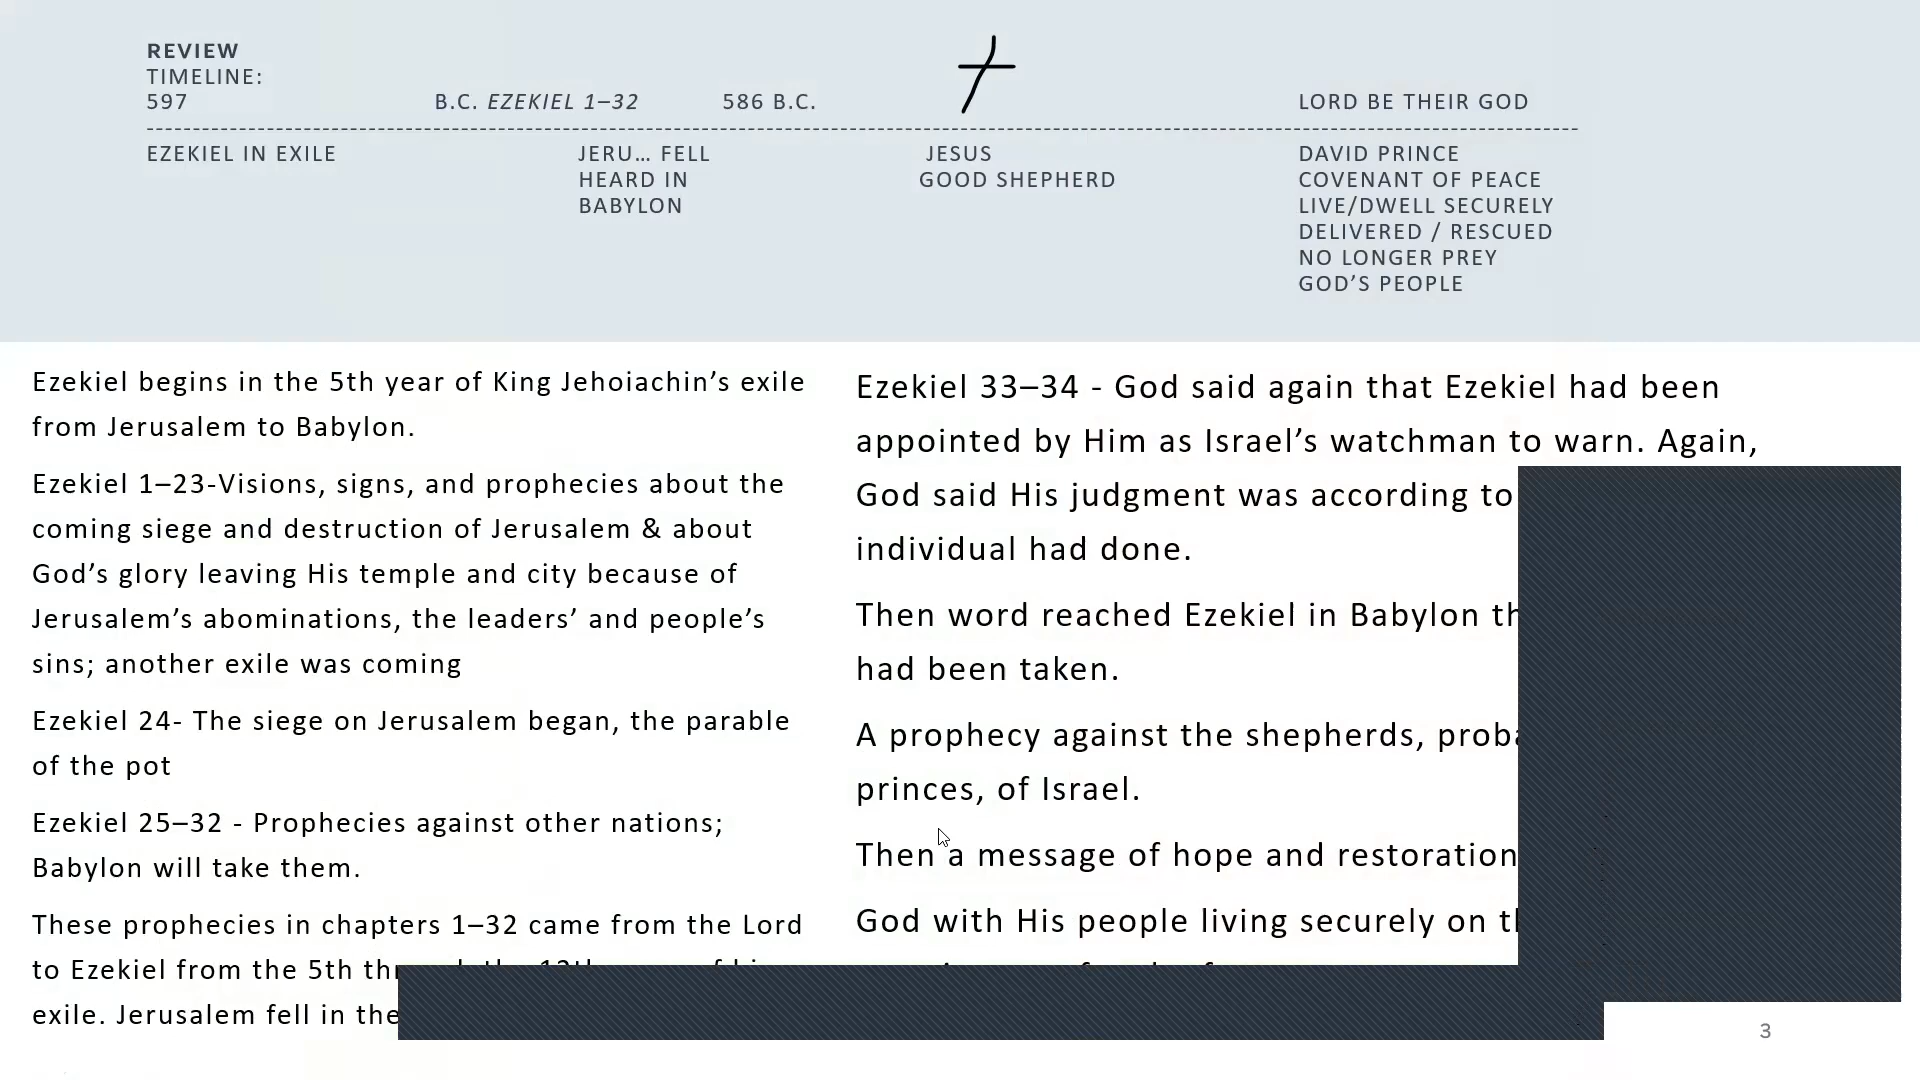 REVIEW
TIMELINE:
597 B.C. EZEKIEL 1–32 586 B.C. LORD BE THEIR GOD
EZEKIEL IN EXILE JERU… FELL JESUS DAVID PRINCE
HEARD IN GOOD SHEPHERD COVENANT OF PEACE
BABYLON LIVE/DWELL SECURELY
DELIVERED / RESCUED
NO LONGER PREY
GOD’S PEOPLE
Ezekiel begins in the 5th year of King Jehoiachin’s exile
from Jerusalem to Babylon.
Ezekiel 1–23-Visions, signs, and prophecies about the
coming siege and destruction of Jerusalem & about
God’s glory leaving His temple and city because of
Jerusalem’s abominations, the leaders’ and people’s
sins; another exile was coming
Ezekiel 24- The siege on Jerusalem began, the parable
of the pot
Ezekiel 25–32 - Prophecies against other nations;
Babylon will take them.
These prophecies in chapters 1–32 came from the Lord
to Ezekiel from the 5th
exile. Jerusalem fell in the
Ezekiel 33–34 - God said again that Ezekiel had been
appointed by Him as Israel’s watchman to warn. Again,
God said His judgment was according to
individual had done.
Then word reached Ezekiel in Babylon
had been taken.
A prophecy against the shepherds,
princes, of Israel.
Then a message of hope and restoration
God with His people living securely on
3